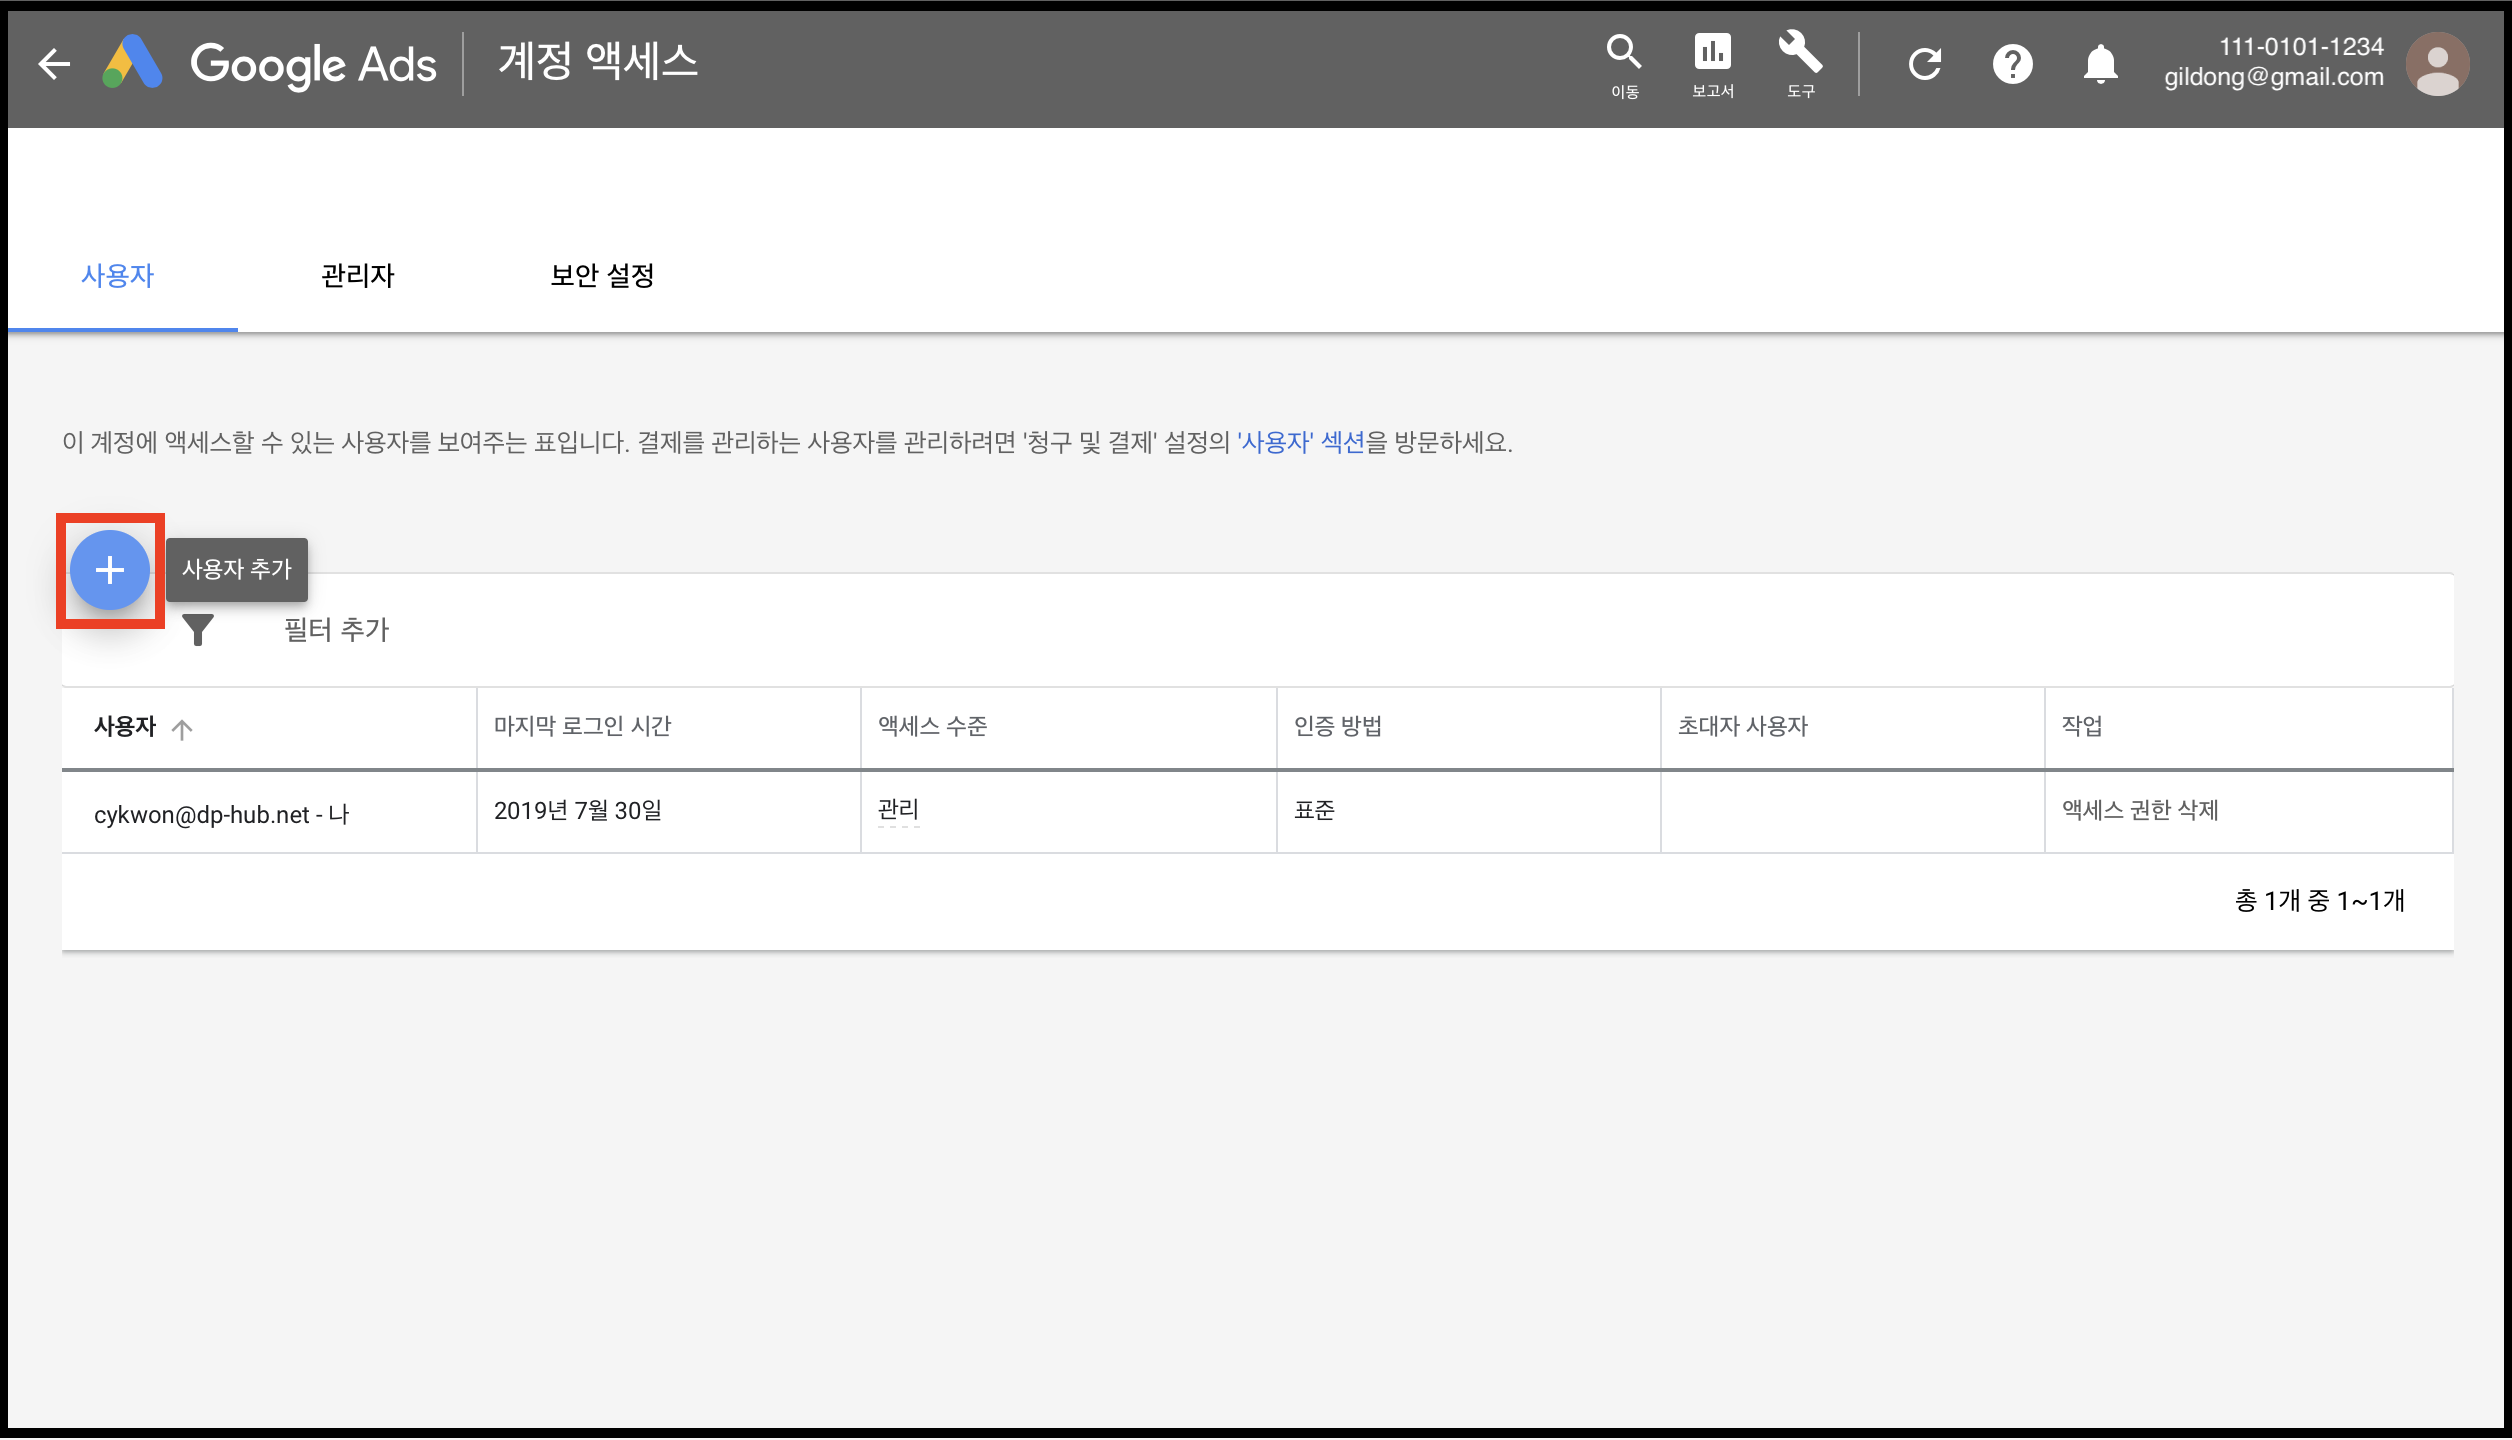 Google Ads
계정 액세스
이동
보고서
도구
111-0101-1234
gildong@gmail.com
사용자
관리자
보안 설정
이 계정에 액세스할 수 있는 사용자를 보여주는 표입니다. 결제를 관리하는 사용자를 관리하려면 '청구 및 결제' 설정의 '사용자' 섹션을 방문하세요.
사용자 추가
필터 추가
사용자 마지막 로그인 시간 액세스 수준 인증 방법 초대자 사용자 작업
cykwon@dp-hub.net - 나 2019년 7월 30일 관리 표준 액세스 권한 삭제
총 1개 중 1~1개